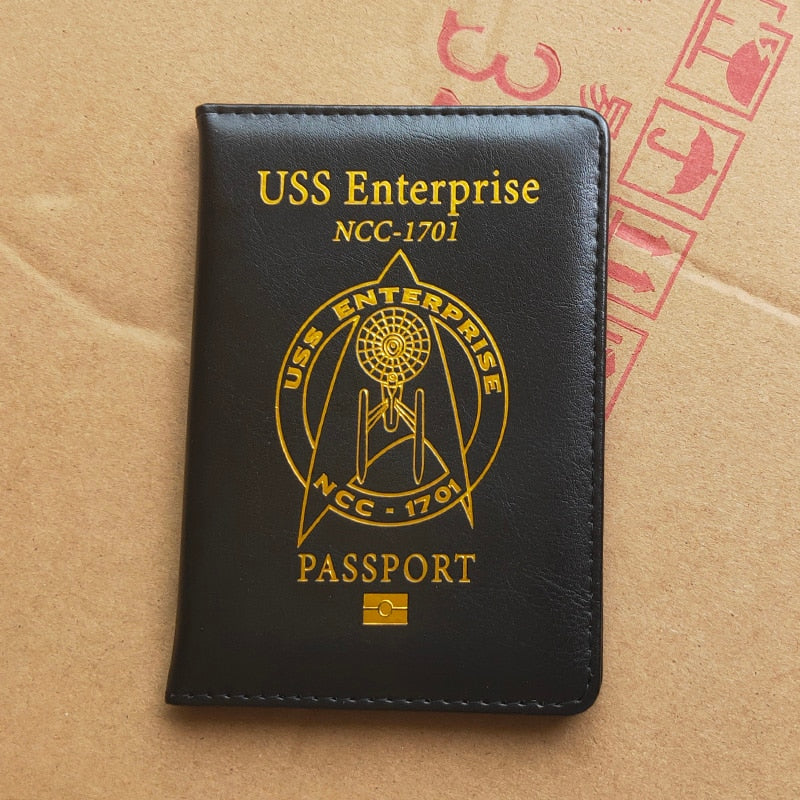 USS Enterprise
NCC-1701
USS ENTERPRISE
NCC - 1701
PASSPORT